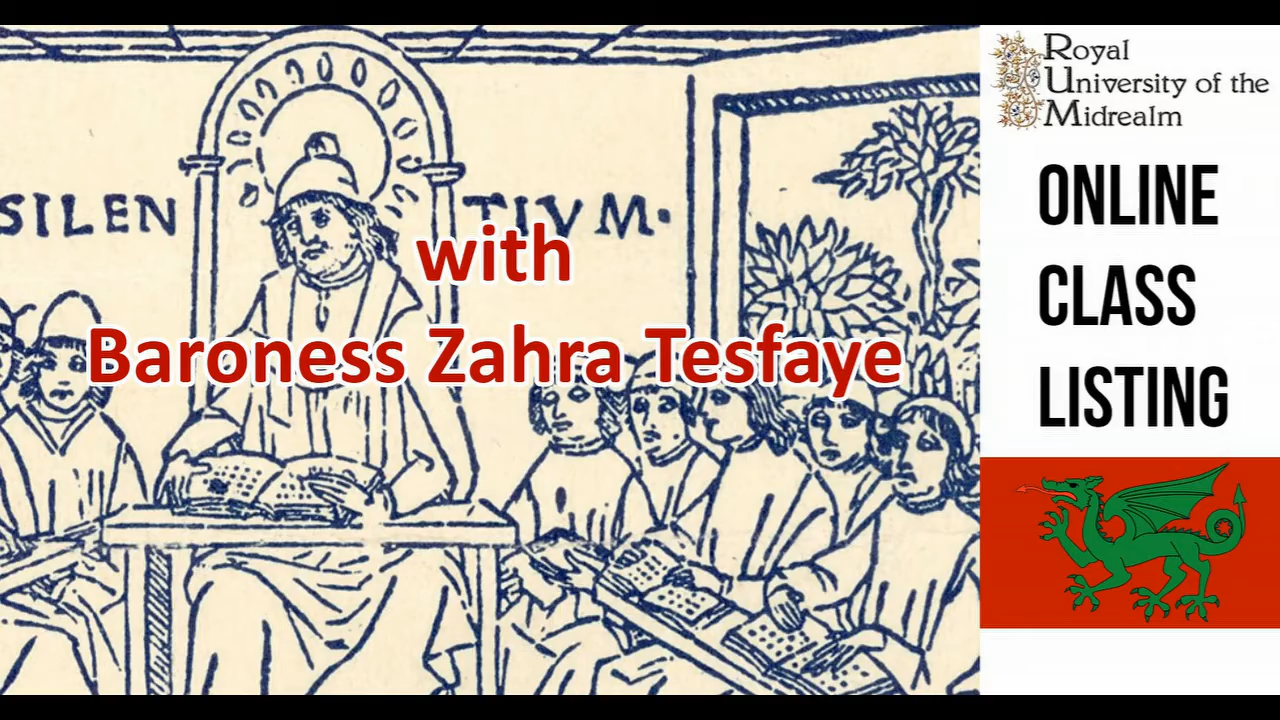 SILEN TIVM.
with
Baroness Zahra Tesfaye
Royal
University of the
Midrealm
ONLINE
CLASS
LISTING